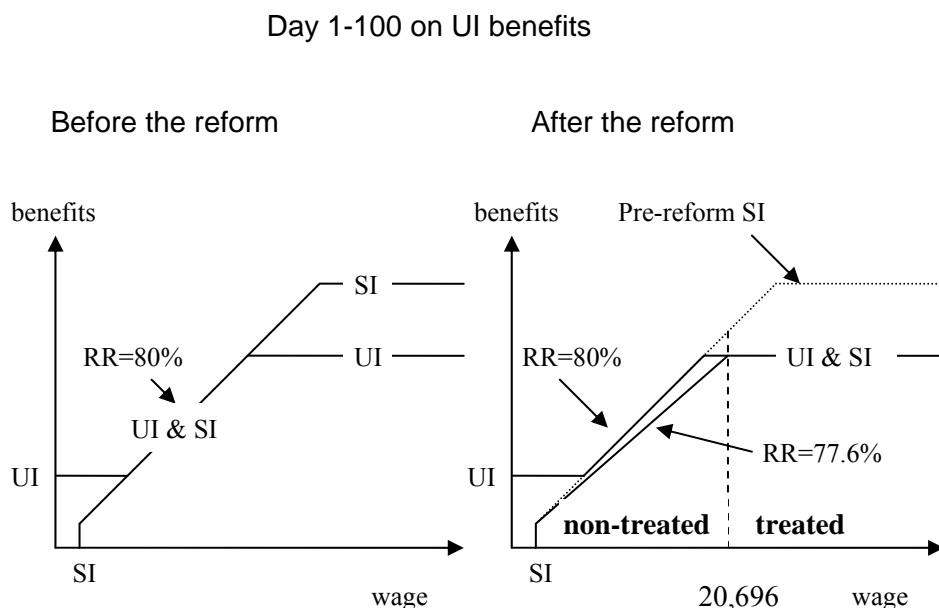 Day 1-100 on UI benefits
Before the reform
After the reform
benefits
SI
RR=80%
UI
UI & SI
UI
SI
wage
benefits
Pre-reform SI
RR=80%
UI & SI
RR=77.6%
UI
non-treated
treated
SI
20,696
wage